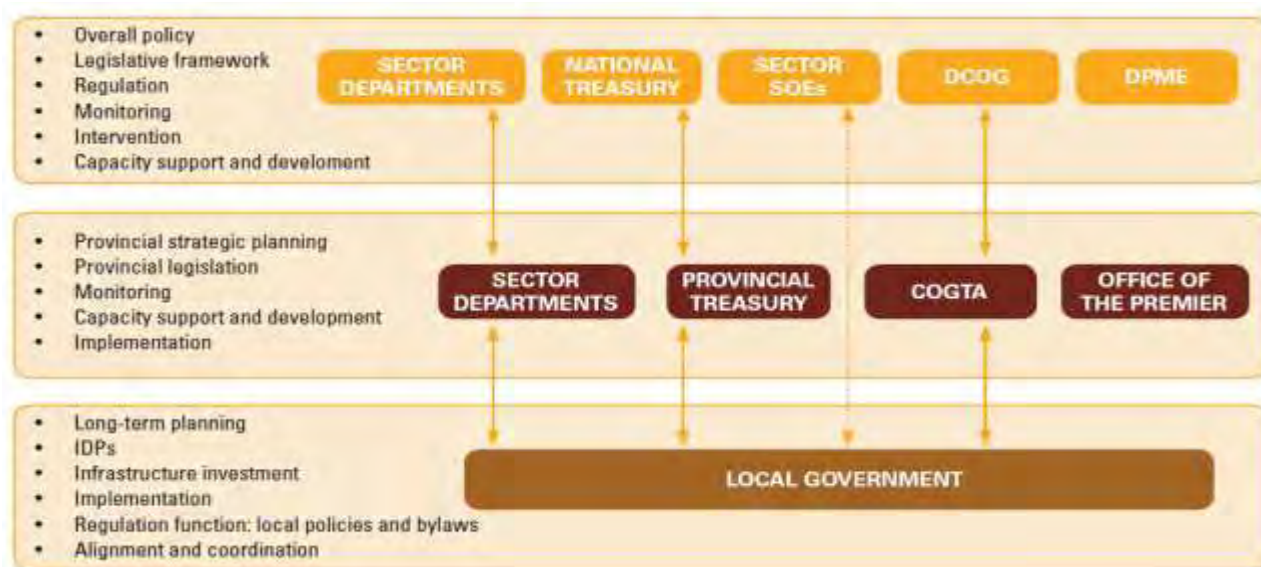 • Overall policy
• Legislative framework
• Regulation
• Monitoring
• Intervention
• Capacity support and develoment
SECTOR
DEPARTMENTS
NATIONAL
TREASURY
SECTOR
SOEs
DCOG
DPME
• Provincial strategic planning
• Provincial legislation
• Monitoring
• Capacity support and development
• Implementation
SECTOR
DEPARTMENTS
PROVINCIAL
TREASURY
COGTA
OFFICE OF
THE PREMIER
• Long-term planning
• IDPs
• Infrastructure investment
• Implementation
• Regulation function: local policies and bylaws
• Alignment and coordination
LOCAL GOVERNMENT